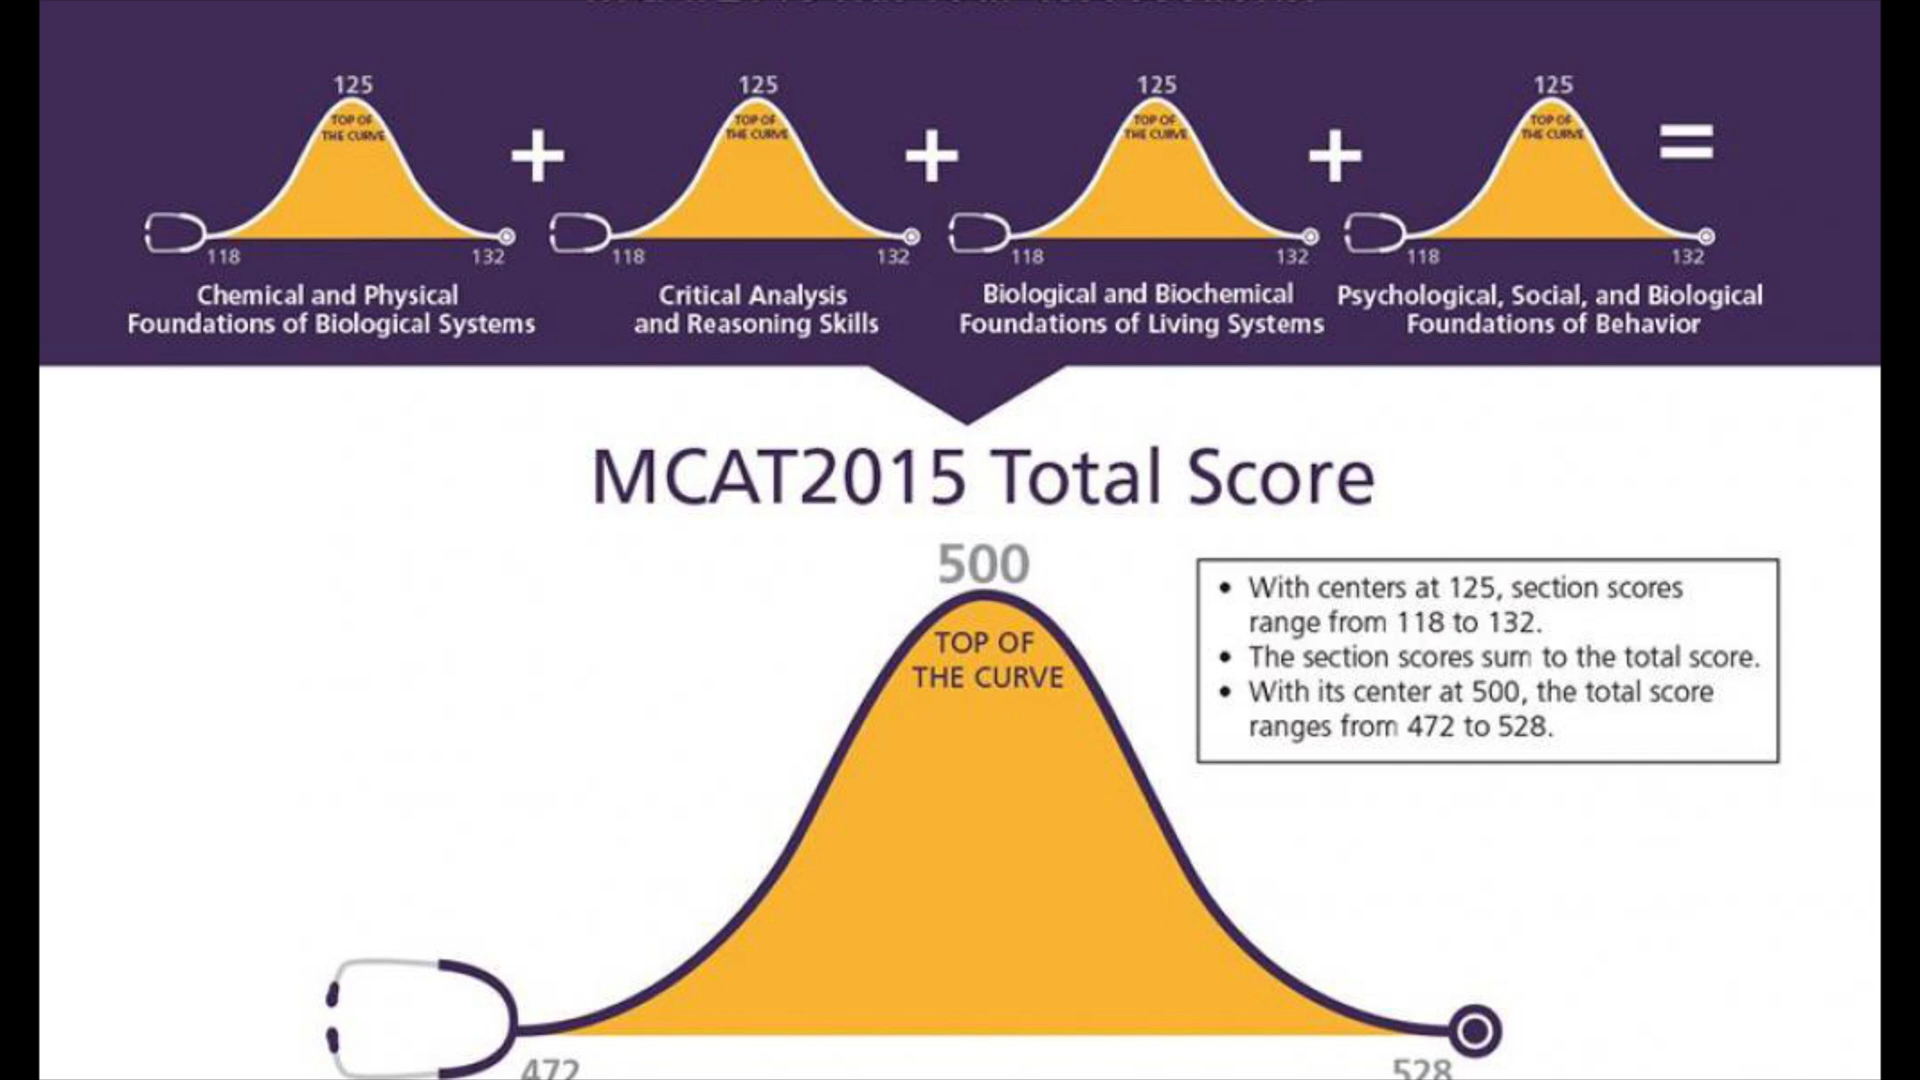 125
125
125
125
TOP OF
THE CURVE
TOP OF
THE CURVE
TOP OF
THE CURVE
TOP OF
THE CURVE
+
+
+
=
118
132
118
132
118
132
118
132
Chemical and Physical
Foundations of Biological Systems
Critical Analysis
and Reasoning Skills
Biological and Biochemical
Foundations of Living Systems
Psychological, Social, and Biological
Foundations of Behavior
MCAT2015 Total Score
500
TOP OF
THE CURVE
• With centers at 125, section scores
range from 118 to 132.
• The section scores sum to the total score.
• With its center at 500, the total score
ranges from 472 to 528.
472
528